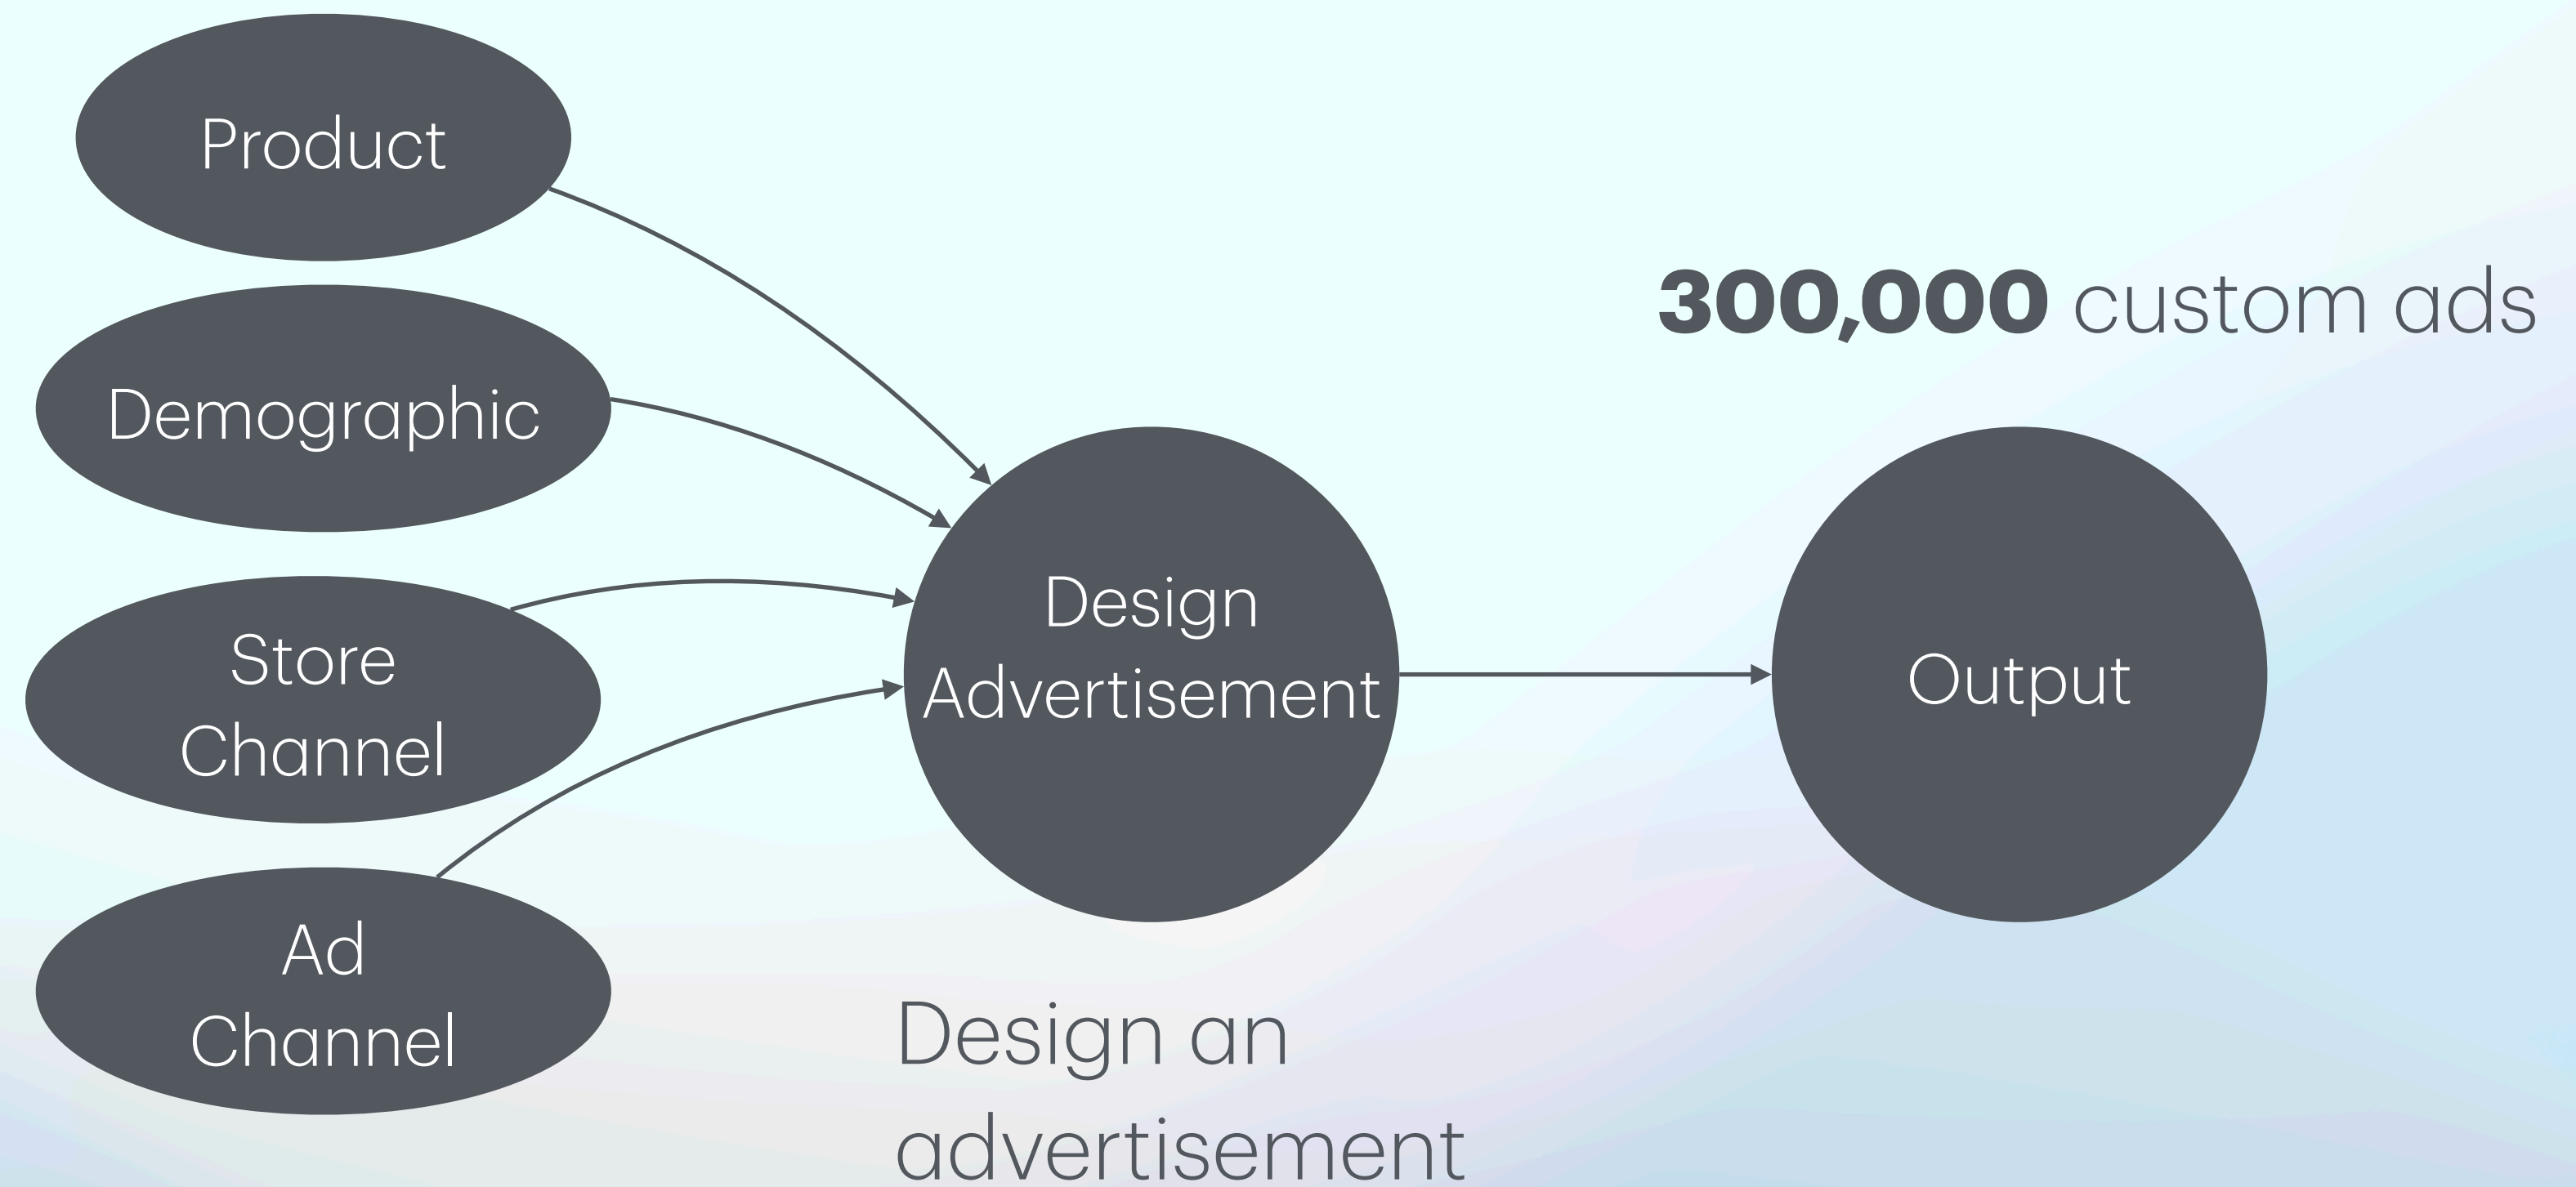 Product
Demographic
Store
Channel
Ad
Channel
Design
Advertisement
Design an
advertisement
300,000 custom ads
Output